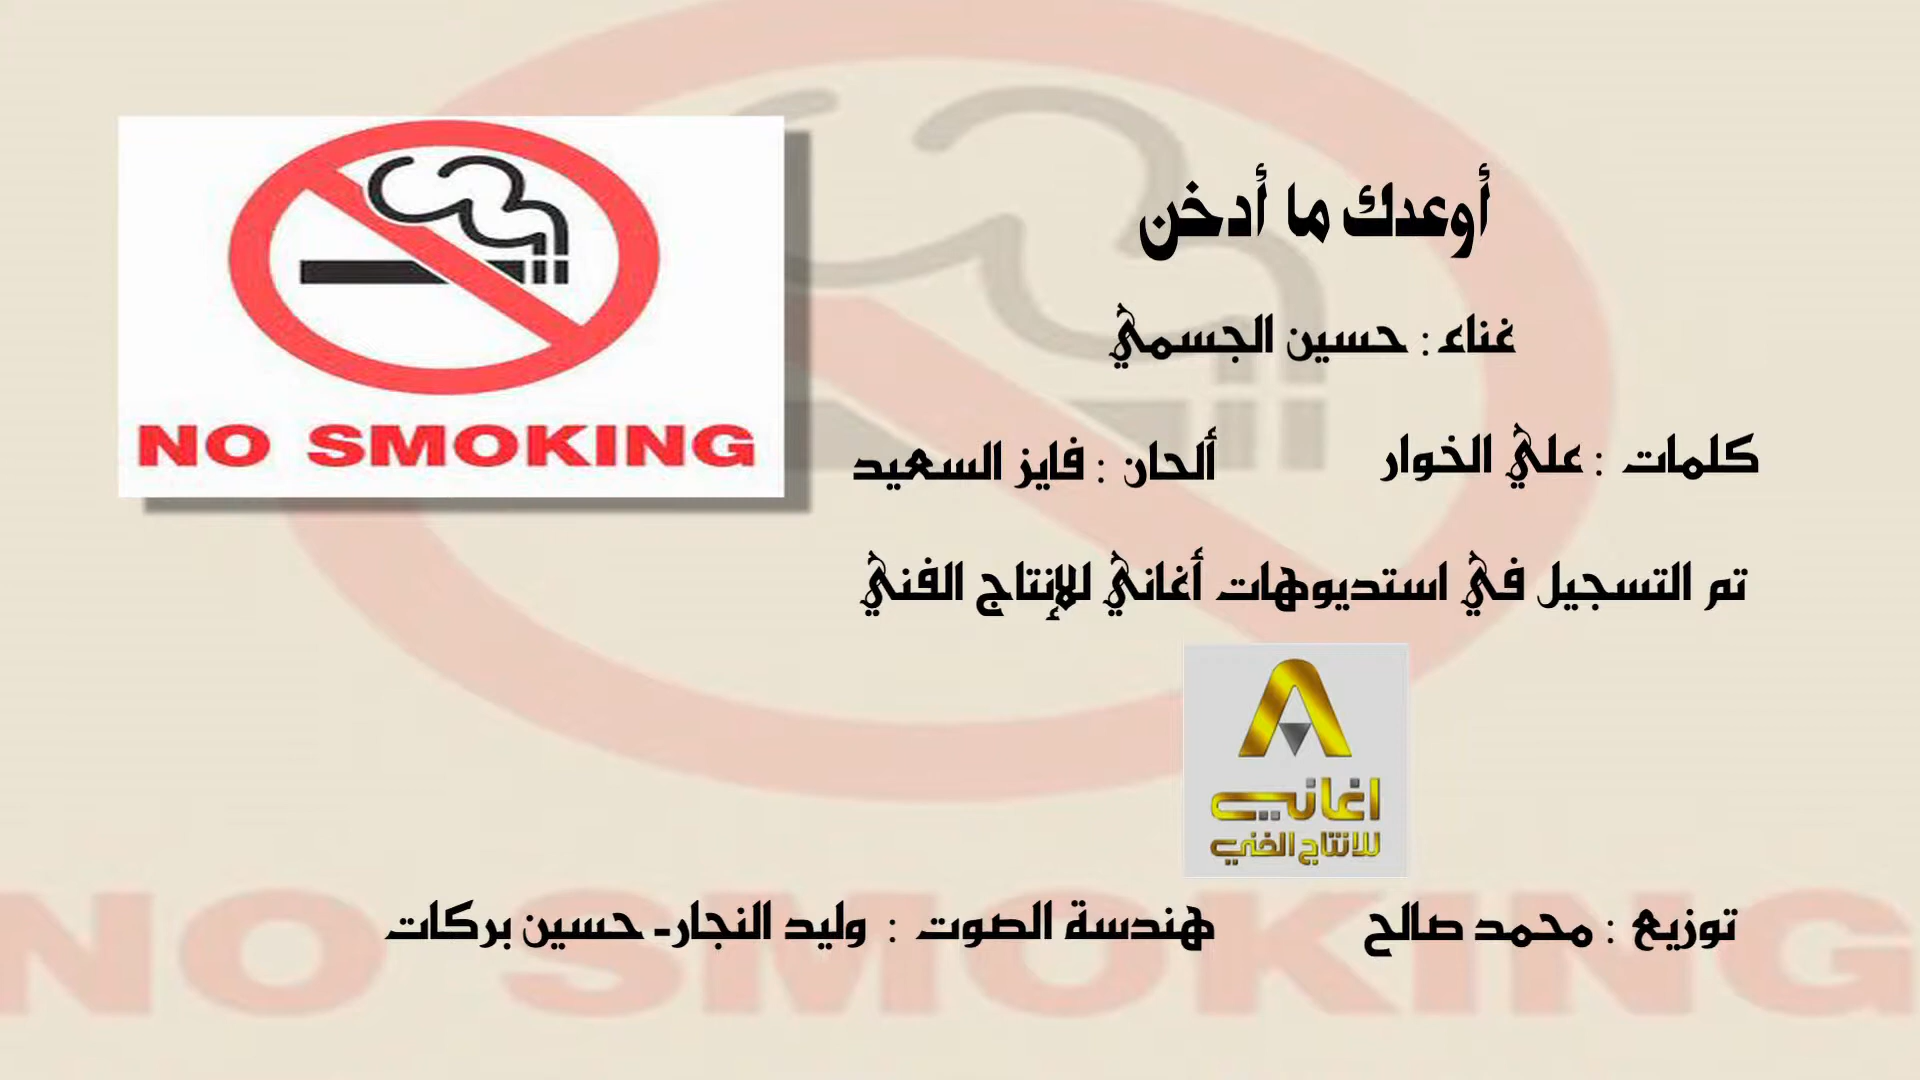 NO SMOKING
أوعدك ما أدخن
غناء : حسين الجسمي
كلمات : علي الخوار
ألحان : فايز السعيد
تم التسجيل في استديوهات أغاني للإنتاج الفني
اغاني
للانتاج الفني
توزيع : محمد صالح
هندسة الصوت : وليد النجار- حسين بركات
NO SMOKING